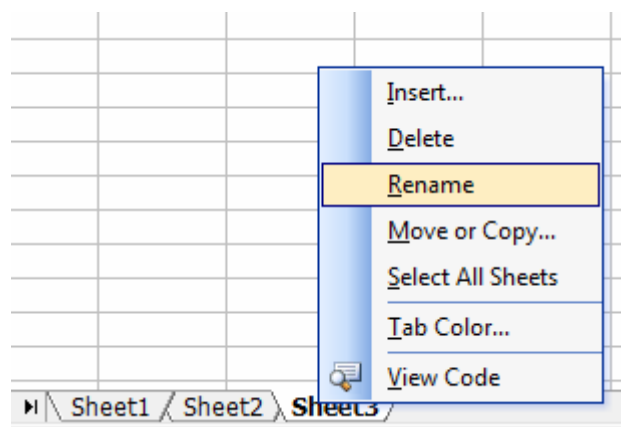 Insert...
Delete
Rename
Move or Copy...
Select All Sheets
Tab Color...
View Code
Sheet1 Sheet2 Sheet3